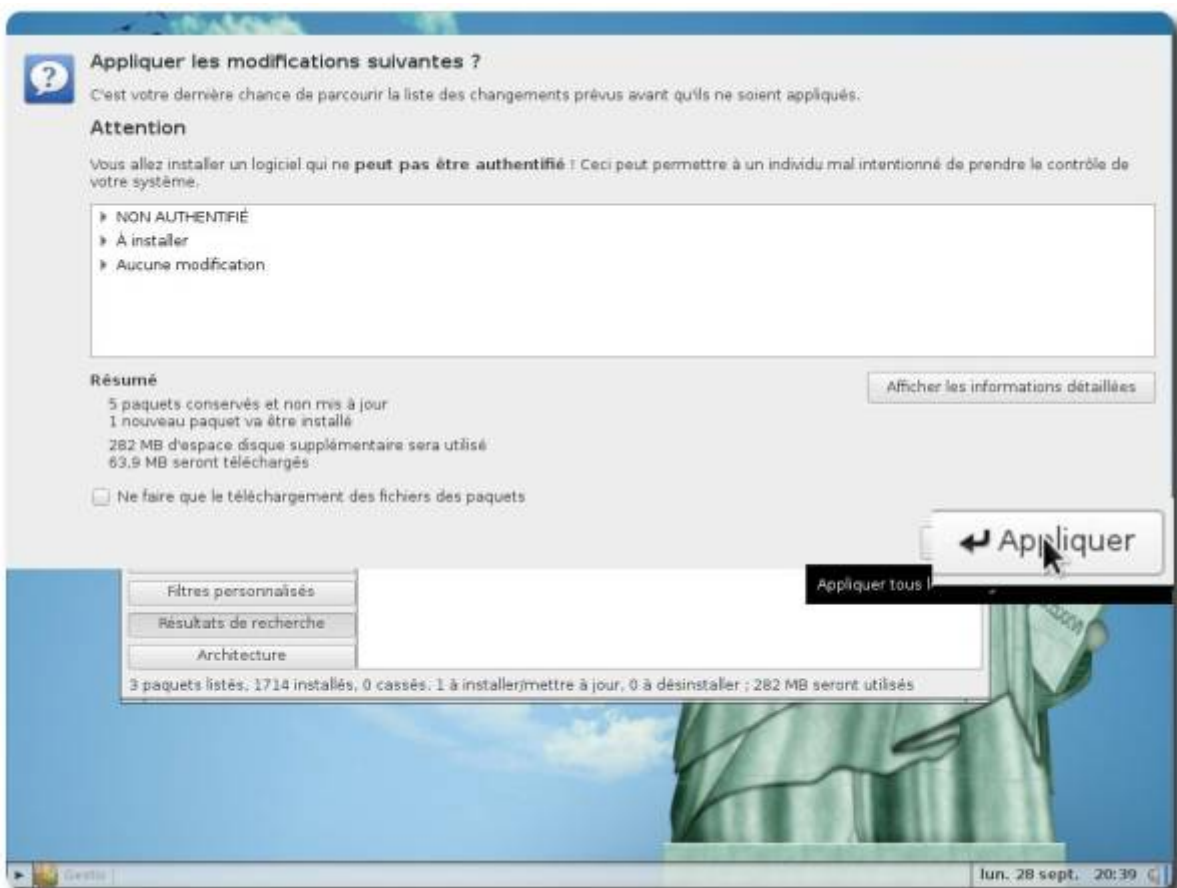 Appliquer les modifications suivantes ?
C'est votre dernière chance de parcourir la liste des changements prévus avant qu'ils ne soient appliqués.
Attention
Vous allez installer un logiciel qui ne peut pas être authentifié ! Ceci peut permettre à un individu mal intentionné de prendre le contrôle de
votre système.
NON AUTHENTIFIÉ
À installer
Aucune modification
Résumé
Afficher les informations détaillées
5 paquets conservés et non mis à jour
1 nouveau paquet va être installé
282 MB d'espace disque supplémentaire sera utilisé
63,9 MB seront téléchargés
Ne faire que le téléchargement des fichiers des paquets
Appliquer
Appliquer tous
Filtres personnalisés
Résultats de recherche
Architecture
3 paquets listés, 1714 installés, 0 cassés. 1 à installer/mettre à jour, 0 à désinstaller ; 282 MB seront utilisés
lun. 28 sept. 20:39